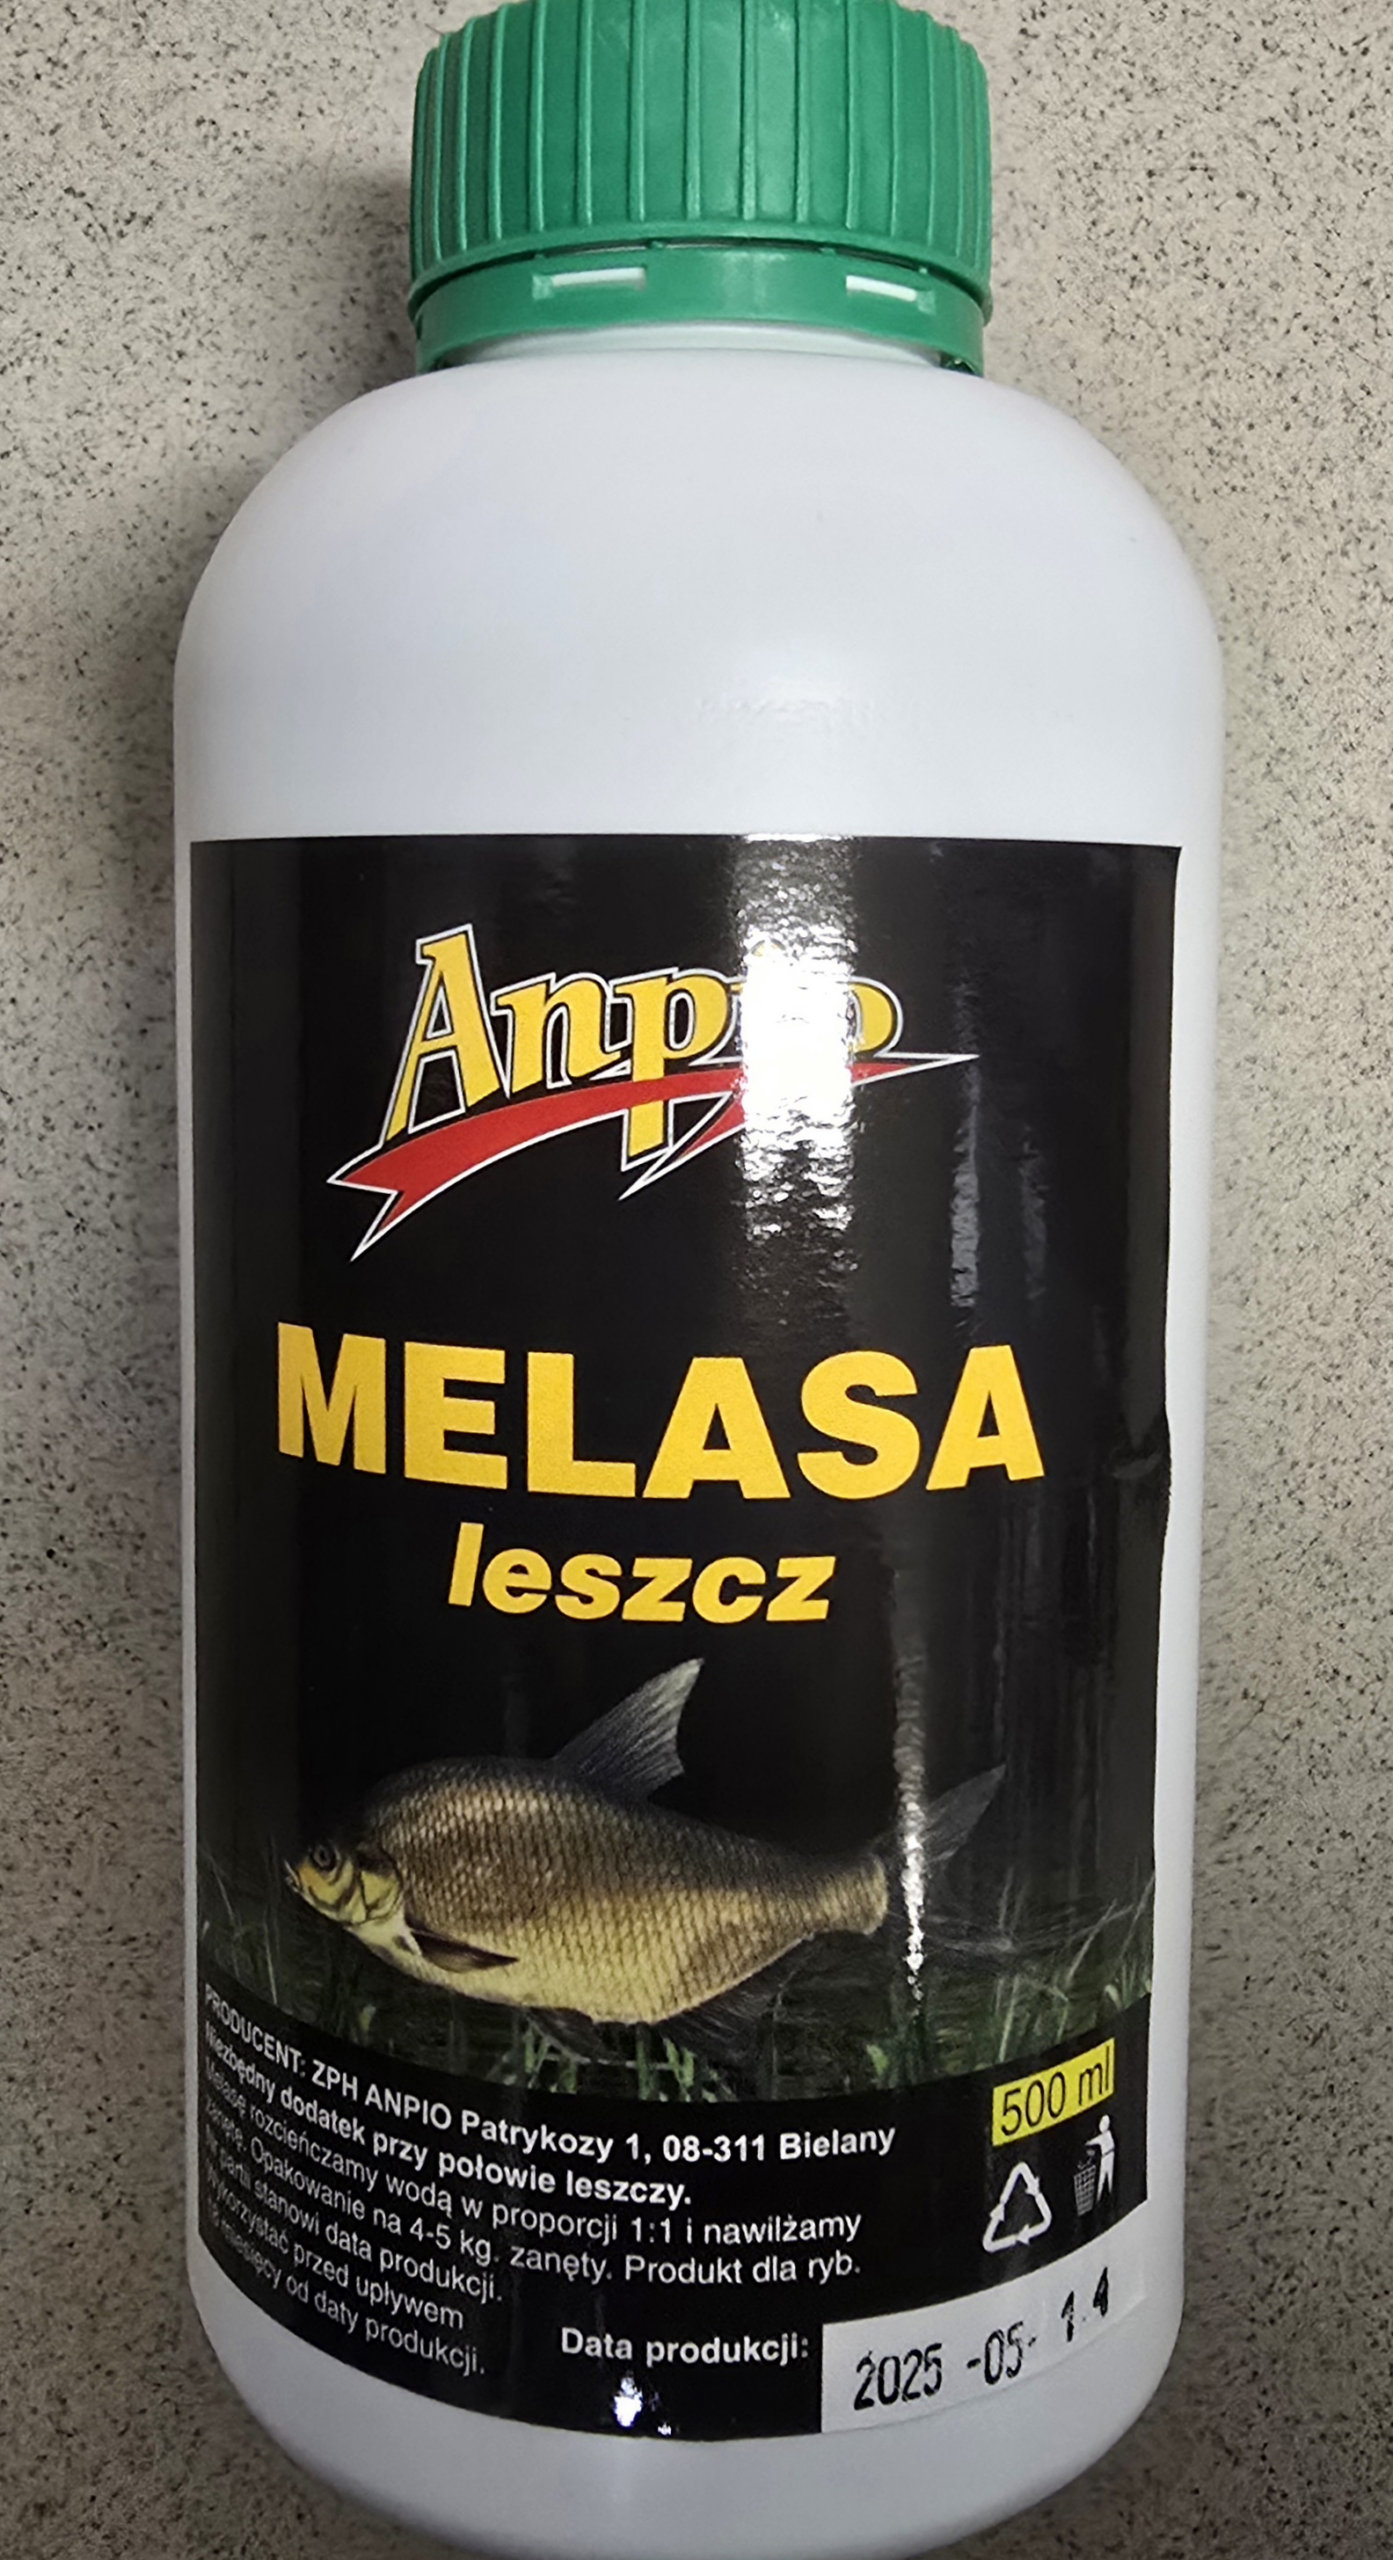 Anpio
MELASA
leszcz
500 ml
PRODUCENT: ZPH ANPIO Patrykozy 1, 08-311 Bielany
Niezbędny dodatek przy połowie leszczy.
Melasę rozcieńczamy wodą w proporcji 1:1 i nawilżamy
zanętę. Opakowanie na 4-5 kg. zanęty. Produkt dla ryb.
Nr partii stanowi data produkcji.
Wykorzystać przed upływem
miesięcy od daty produkcji.
Data produkcji: 2025 -05- 14